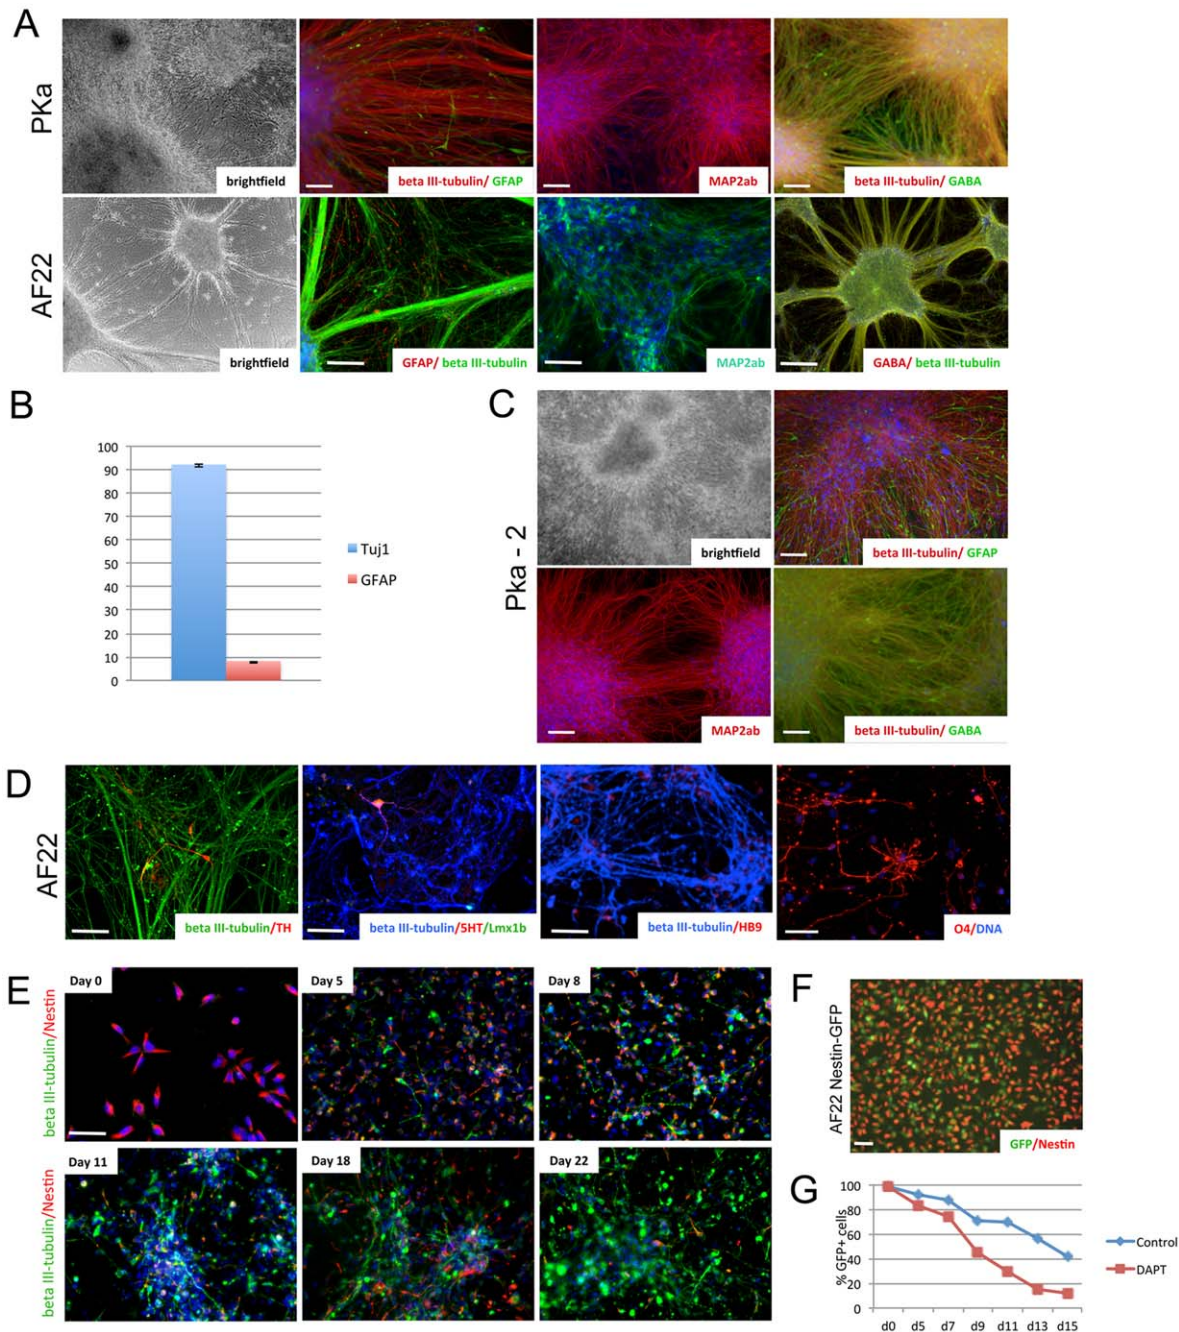 A
PKa
brightfield
beta III-tubulin/ GFAP
MAP2ab
beta III-tubulin/ GABA
AF22
brightfield
GFAP/ beta III-tubulin
MAP2ab
GABA/ beta III-tubulin
B
100
90
80
70
60
50
40
30
20
10
0
Tuj1
GFAP
C
Pka - 2
brightfield
beta III-tubulin/ GFAP
MAP2ab
beta III-tubulin/ GABA
D
AF22
beta III-tubulin/TH
beta III-tubulin/5HT/Lmx1b
beta III-tubulin/HB9
O4/DNA
E
beta III-tubulin/Nestin
Day 0
Day 5
Day 8
beta III-tubulin/Nestin
Day 11
Day 18
Day 22
F
AF22 Nestin-GFP
GFP/Nestin
G
% GFP+ cells
100
80
60
40
20
0
d0 d5 d7 d9 d11 d13 d15
Control
DAPT